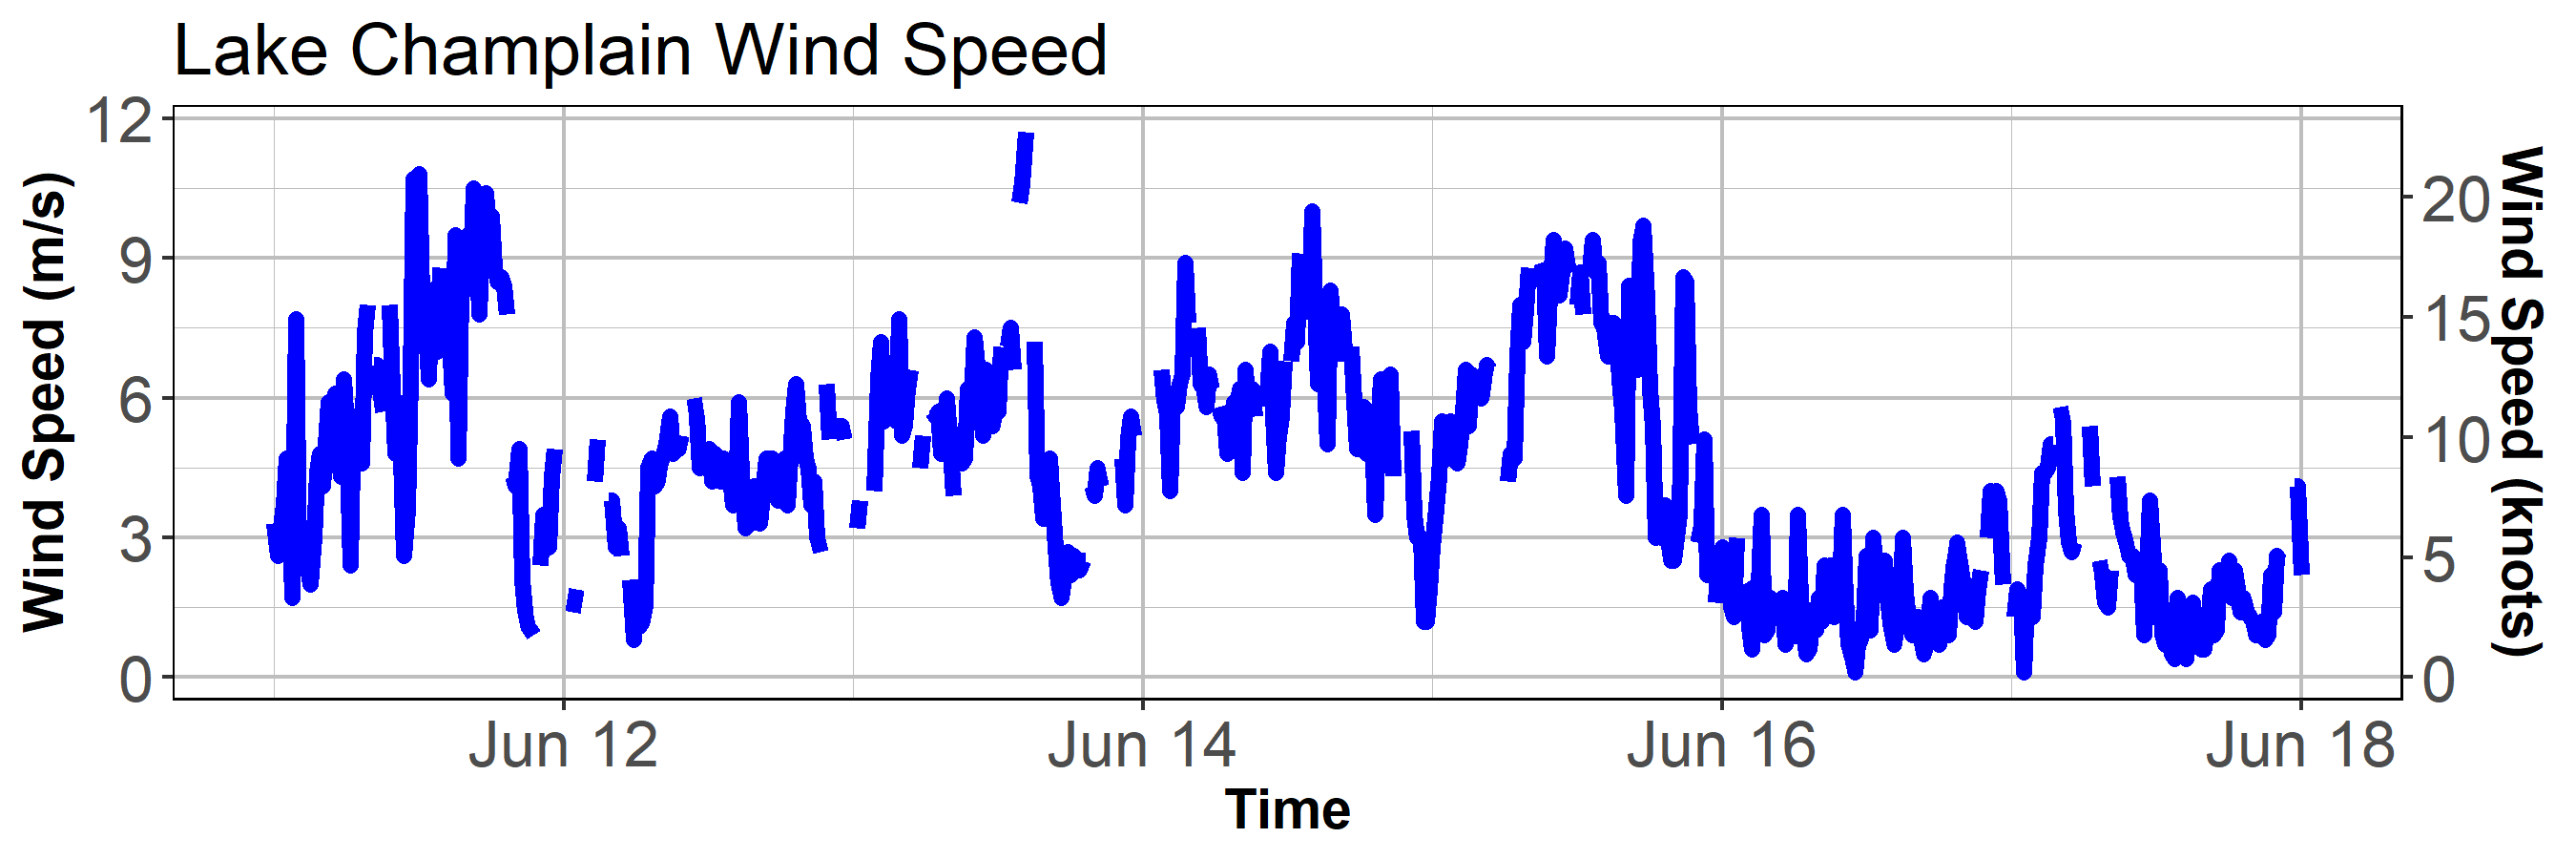 Lake Champlain Wind Speed
12
9
6
3
0
Wind Speed (m/s)
20
15
10
5
0
Wind Speed (knots)
Jun 12 Jun 14 Jun 16 Jun 18
Time